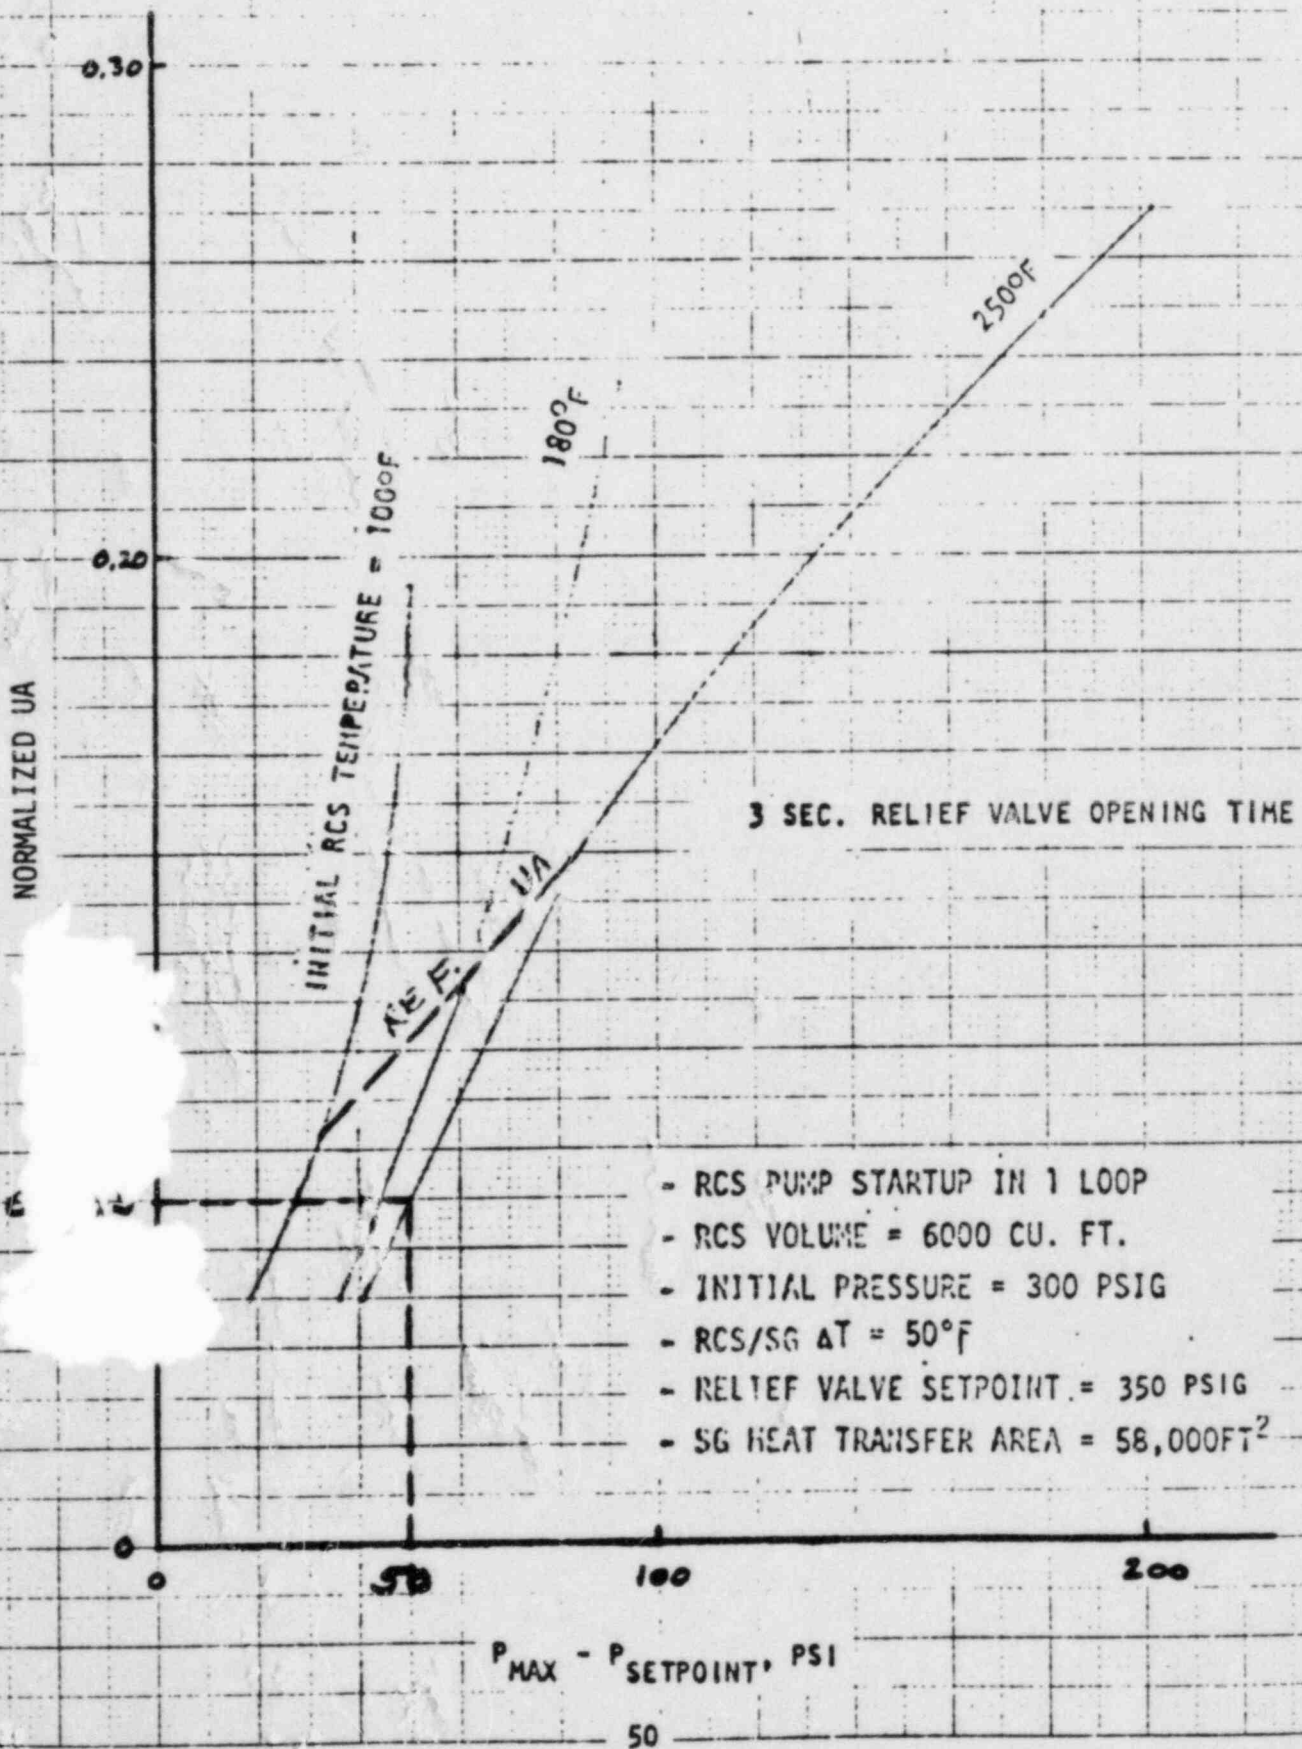 0.30
250°F
180°F
INITIAL RCS TEMPERATURE = 100°F
0.20
NORMALIZED UA
3 SEC. RELIEF VALVE OPENING TIME
REF. UA
- RCS PUMP STARTUP IN 1 LOOP
- RCS VOLUME = 6000 CU. FT.
- INITIAL PRESSURE = 300 PSIG
- RCS/SG ΔT = 50°F
- RELIEF VALVE SETPOINT = 350 PSIG
- SG HEAT TRANSFER AREA = 58,000FT²
0
0 50 100 200
P MAX - P SETPOINT, PSI
50